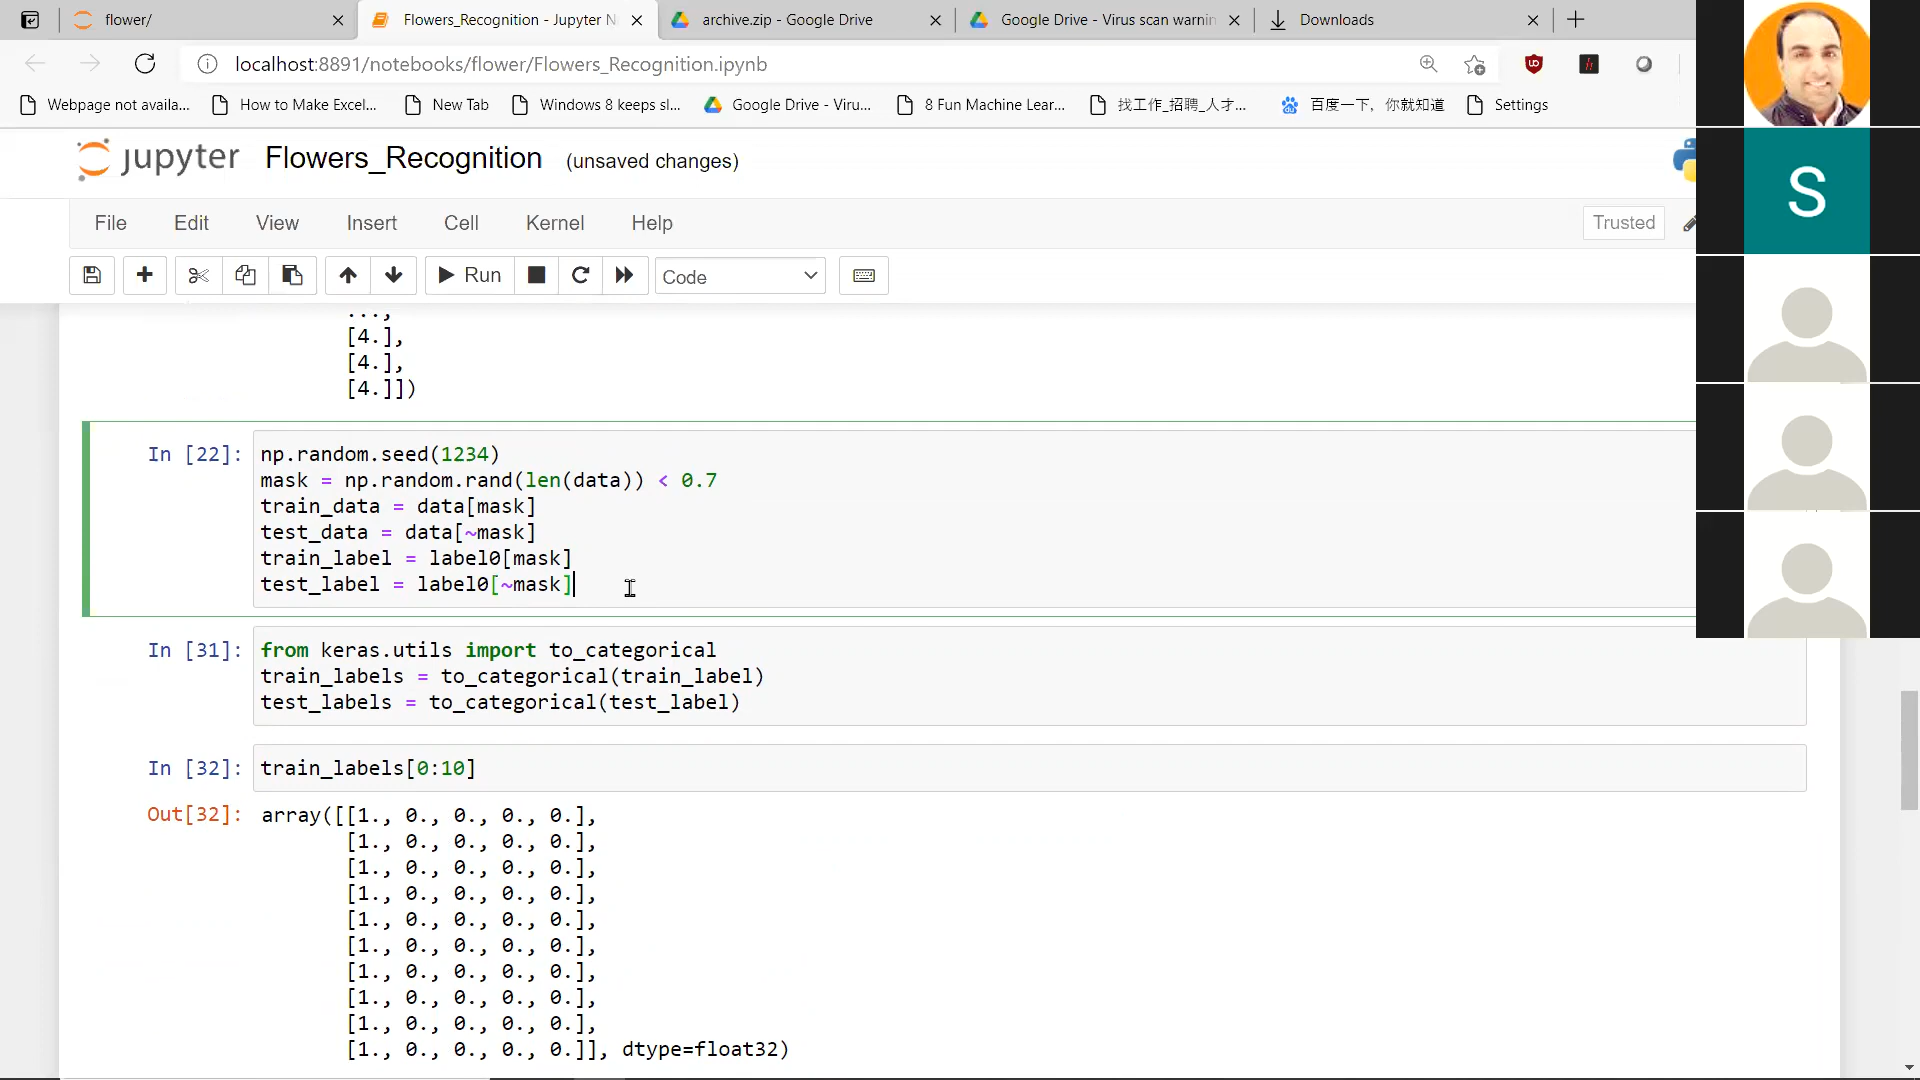 flower/
Flowers_Recognition - Jupyter N
archive.zip - Google Drive
Google Drive - Virus scan warnin
Downloads
localhost:8891/notebooks/flower/Flowers_Recognition.ipynb
Webpage not availa...
How to Make Excel...
New Tab
Windows 8 keeps sl...
Google Drive - Viru...
8 Fun Machine Lear...
找工作_招聘_人才...
百度一下，你就知道
Settings
jupyter Flowers_Recognition (unsaved changes)
File Edit View Insert Cell Kernel Help
Trusted
Run
Code
S
...,
[4.],
[4.],
[4.]])
In [22]: np.random.seed(1234)
mask = np.random.rand(len(data)) < 0.7
train_data = data[mask]
test_data = data[~mask]
train_label = label0[mask]
test_label = label0[~mask]
In [31]: from keras.utils import to_categorical
train_labels = to_categorical(train_label)
test_labels = to_categorical(test_label)
In [32]: train_labels[0:10]
Out[32]: array([[1., 0., 0., 0., 0.],
[1., 0., 0., 0., 0.],
[1., 0., 0., 0., 0.],
[1., 0., 0., 0., 0.],
[1., 0., 0., 0., 0.],
[1., 0., 0., 0., 0.],
[1., 0., 0., 0., 0.],
[1., 0., 0., 0., 0.],
[1., 0., 0., 0., 0.],
[1., 0., 0., 0., 0.]], dtype=float32)